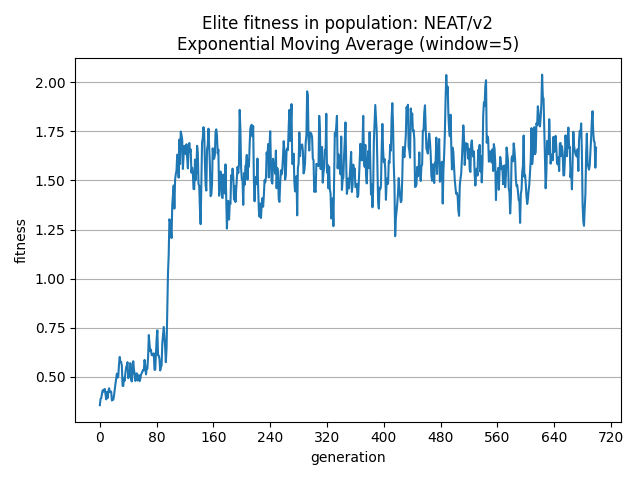 Elite fitness in population: NEAT/v2
Exponential Moving Average (window=5)
2.00
1.75
1.50
1.25
1.00
0.75
0.50
fitness
0 80 160 240 320 400 480 560 640 720
generation